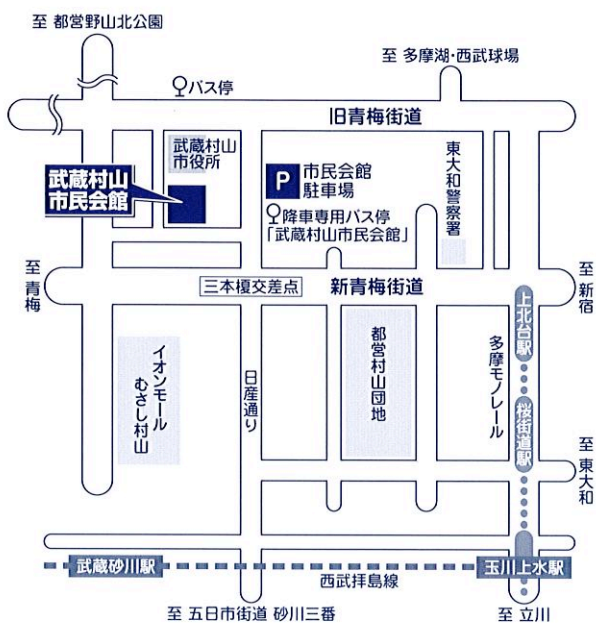 至 都営野山北公園
至 多摩湖・西武球場
バス停
旧青梅街道
武蔵村山
市役所
武蔵村山
市民会館
P
市民会館
駐車場
降車専用バス停
「武蔵村山市民会館」
東大和警察署
至 青梅
三本榎交差点
新青梅街道
至 新宿
上北台駅
イオンモール
むさし村山
日産通り
都営村山団地
多摩モノレール
桜街道駅
至 東大和
武蔵砂川駅
西武拝島線
玉川上水駅
至 五日市街道 砂川三番
至 立川